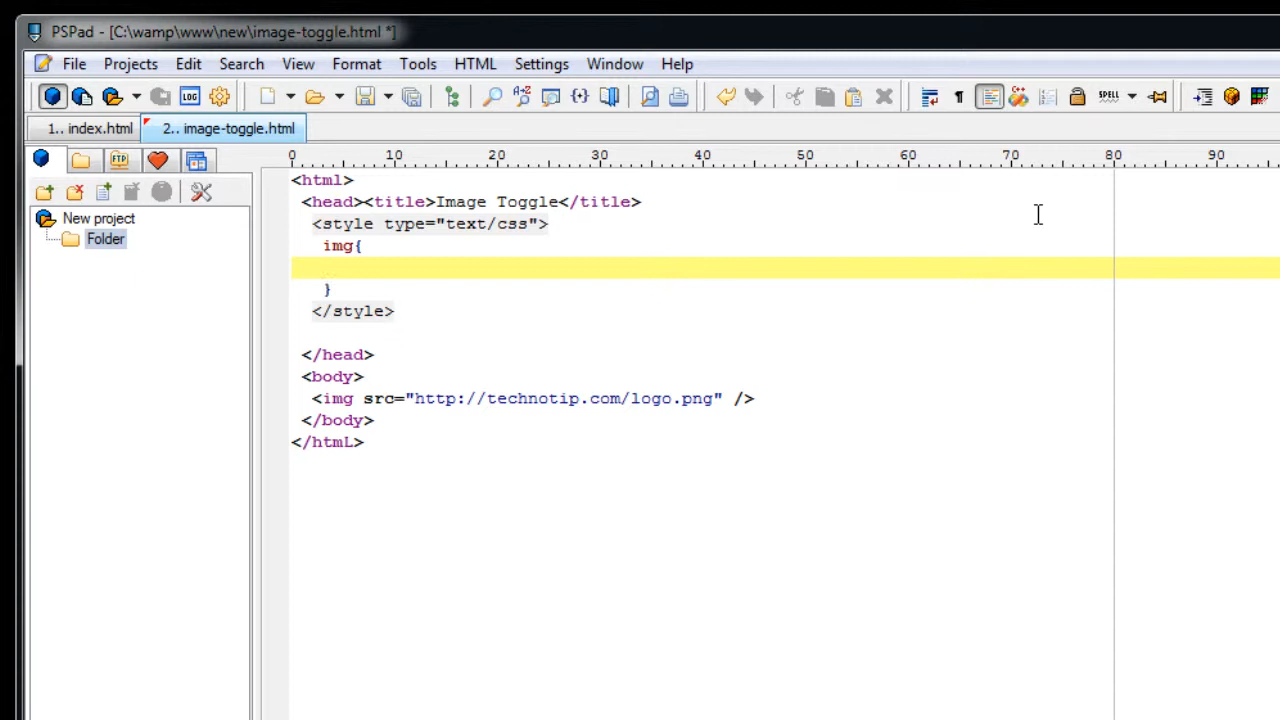 PSPad - [C:\wamp\www\new\image-toggle.html *]
File Projects Edit Search View Format Tools HTML Settings Window Help
LOG SPELL
1.. index.html 2.. image-toggle.html
FTP
0 10 20 30 40 50 60 70 80 90
New project
Folder
<html>
<head><title>Image Toggle</title>
<style type="text/css">
img{
}
</style>
</head>
<body>
<img src="http://technotip.com/logo.png" />
</body>
</htmL>